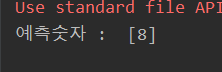 Use standard file API
예측숫자 :  [8]